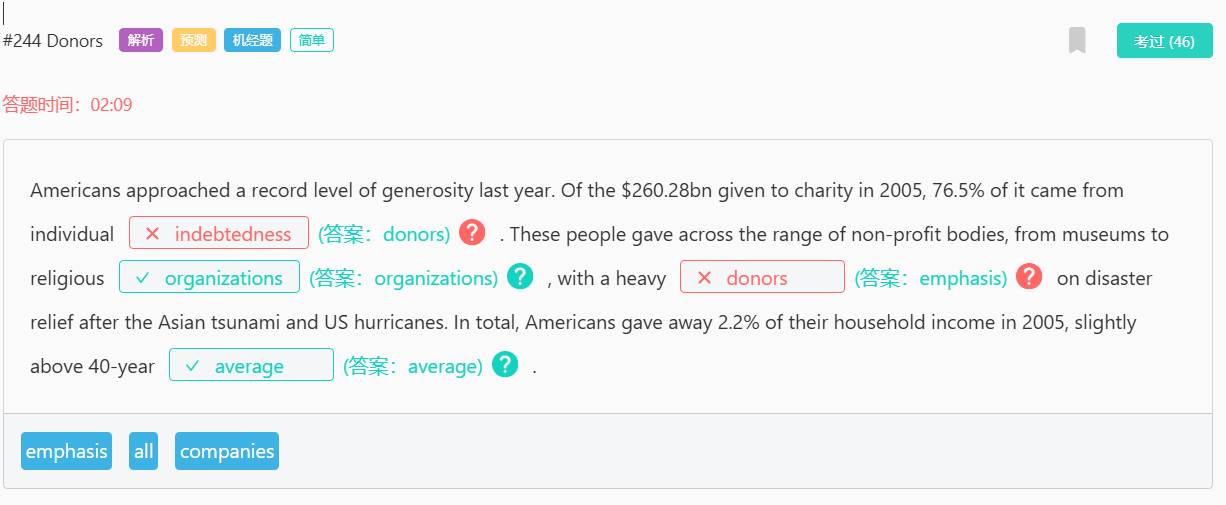 #244 Donors 解析 预测 机经题 简单 考过 (46)
答题时间：02:09
Americans approached a record level of generosity last year. Of the $260.28bn given to charity in 2005, 76.5% of it came from
individual ✕ indebtedness (答案：donors) ? . These people gave across the range of non-profit bodies, from museums to
religious ✓ organizations (答案：organizations) ? , with a heavy ✕ donors (答案：emphasis) ? on disaster
relief after the Asian tsunami and US hurricanes. In total, Americans gave away 2.2% of their household income in 2005, slightly
above 40-year ✓ average (答案：average) ? .
emphasis all companies